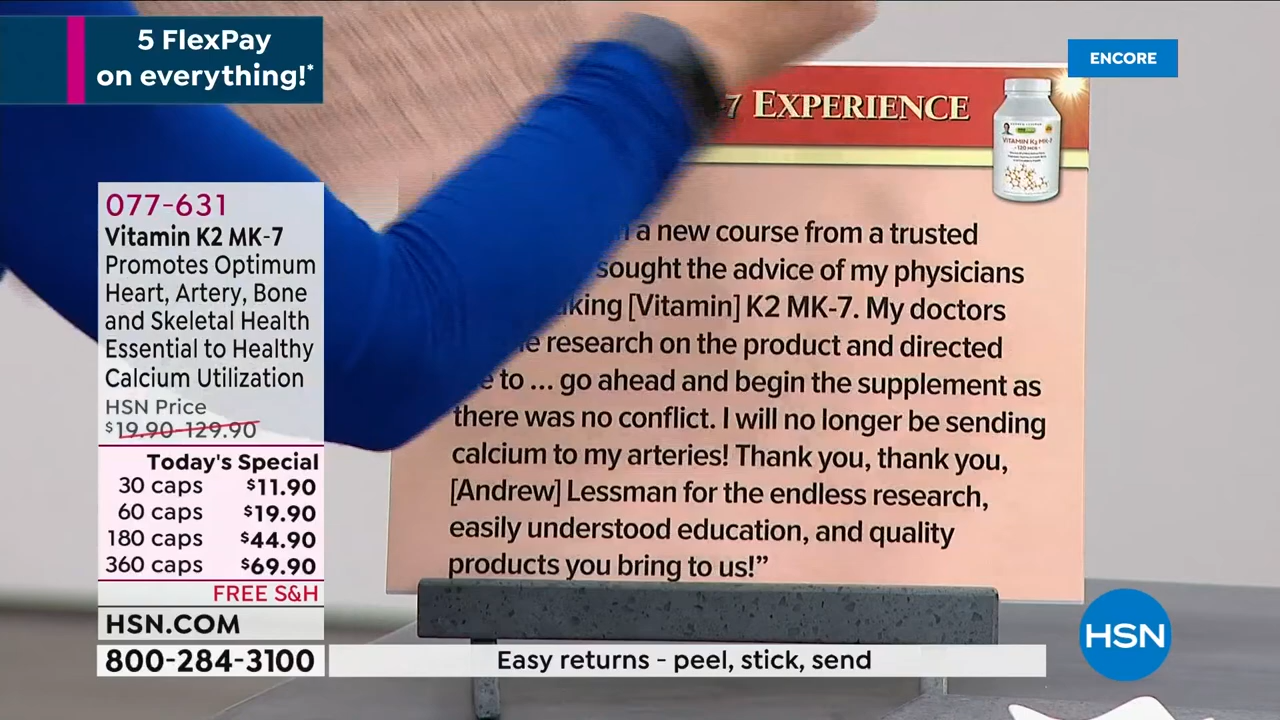 5 FlexPay
on everything!*
ENCORE
-7 EXPERIENCE
VITAMIN K2 MK-7
077-631
Vitamin K2 MK-7
Promotes Optimum
Heart, Artery, Bone
and Skeletal Health
Essential to Healthy
Calcium Utilization
HSN Price
$19.90-129.90
Today's Special
30 caps $11.90
60 caps $19.90
180 caps $44.90
360 caps $69.90
FREE S&H
HSN.COM
800-284-3100
a new course from a trusted
sought the advice of my physicians
[Vitamin] K2 MK-7. My doctors
research on the product and directed
to ... go ahead and begin the supplement as
there was no conflict. I will no longer be sending
calcium to my arteries! Thank you, thank you,
[Andrew] Lessman for the endless research,
easily understood education, and quality
products you bring to us!”
HSN
Easy returns - peel, stick, send